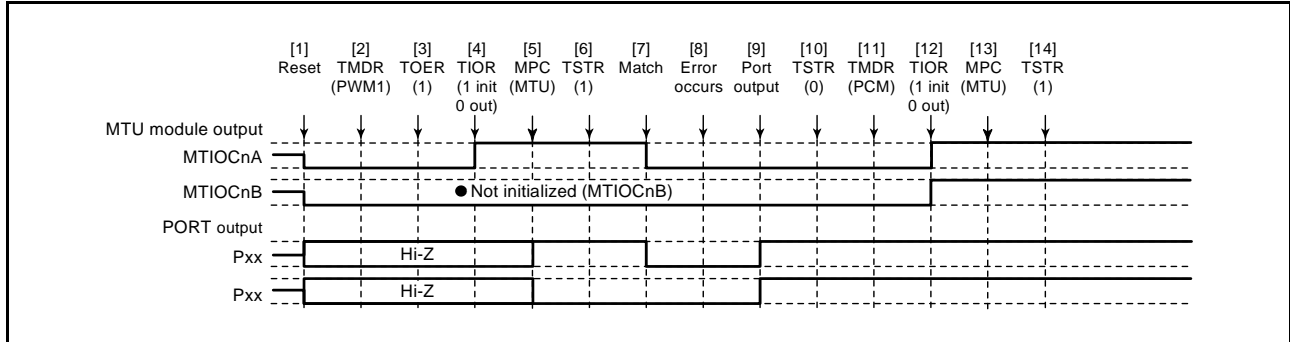 [1] [2] [3] [4] [5] [6] [7] [8] [9] [10] [11] [12] [13] [14]
Reset TMDR TOER TIOR MPC TSTR Match Error Port TSTR TMDR TIOR MPC TSTR
(PWM1) (1) (1 init (MTU) (1) occurs output (0) (PCM) (1 init (MTU) (1)
0 out) 0 out)
MTU module output
MTIOCnA
MTIOCnB ● Not initialized (MTIOCnB)
PORT output
Pxx Hi-Z
Pxx Hi-Z